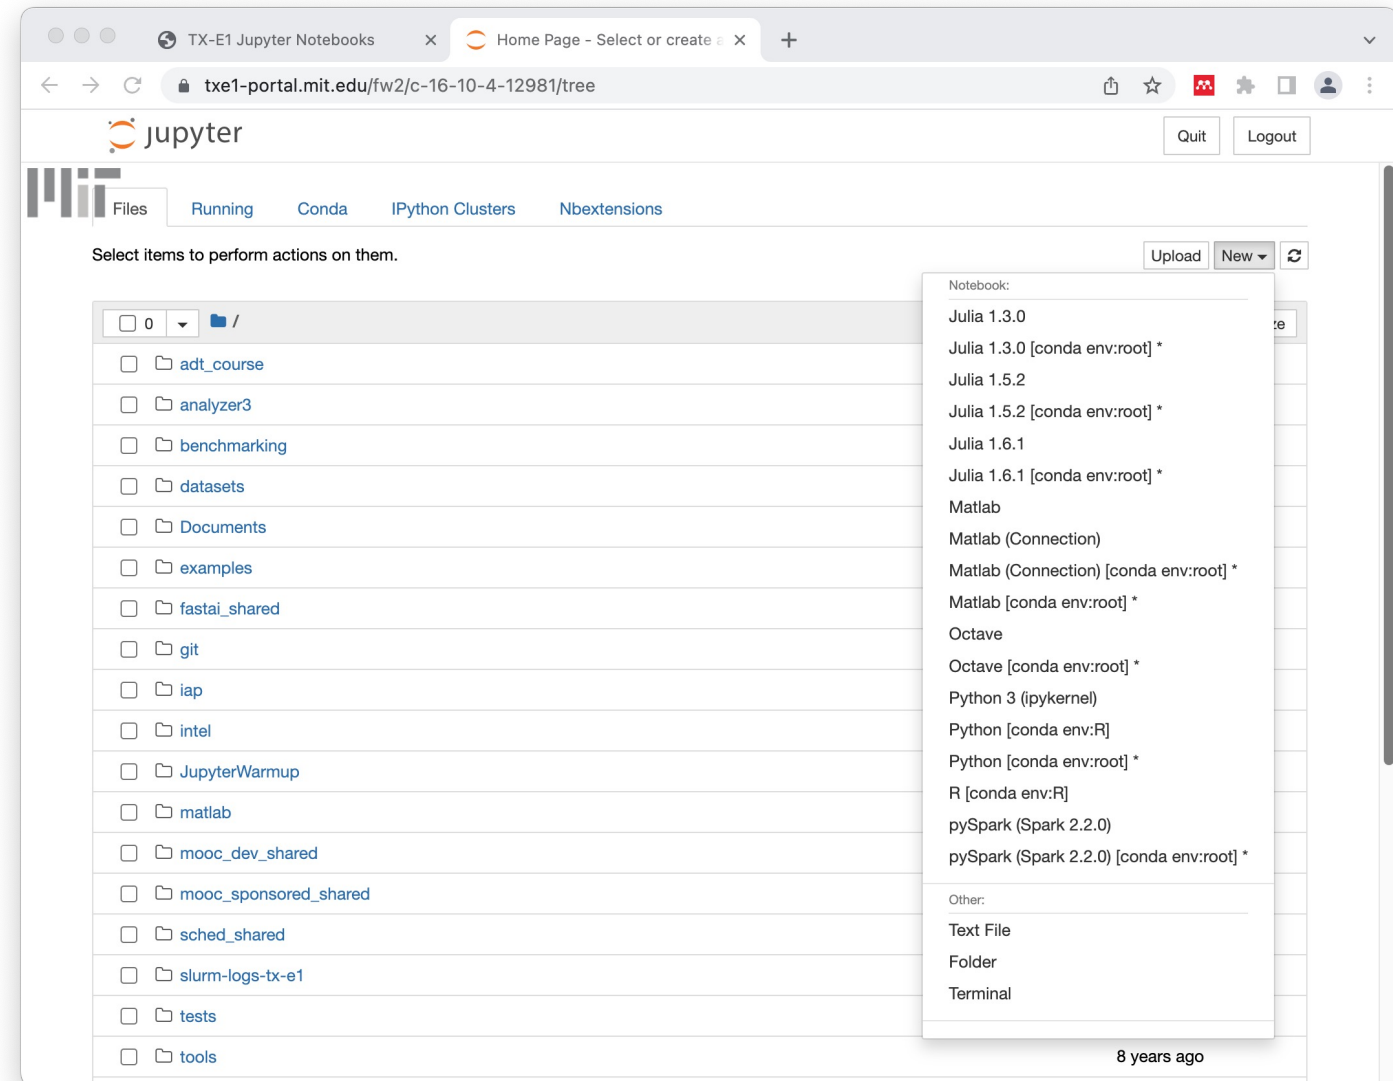 TX-E1 Jupyter Notebooks
Home Page - Select or create a
txe1-portal.mit.edu/fw2/c-16-10-4-12981/tree
jupyter
Quit
Logout
MIT
Files
Running
Conda
IPython Clusters
Nbextensions
Select items to perform actions on them.
Upload
New
0
/
adt_course
analyzer3
benchmarking
datasets
Documents
examples
fastai_shared
git
iap
intel
JupyterWarmup
matlab
mooc_dev_shared
mooc_sponsored_shared
sched_shared
slurm-logs-tx-e1
tests
tools
8 years ago
Notebook:
Julia 1.3.0
Julia 1.3.0 [conda env:root] *
Julia 1.5.2
Julia 1.5.2 [conda env:root] *
Julia 1.6.1
Julia 1.6.1 [conda env:root] *
Matlab
Matlab (Connection)
Matlab (Connection) [conda env:root] *
Matlab [conda env:root] *
Octave
Octave [conda env:root] *
Python 3 (ipykernel)
Python [conda env:R]
Python [conda env:root] *
R [conda env:R]
pySpark (Spark 2.2.0)
pySpark (Spark 2.2.0) [conda env:root] *
Other:
Text File
Folder
Terminal